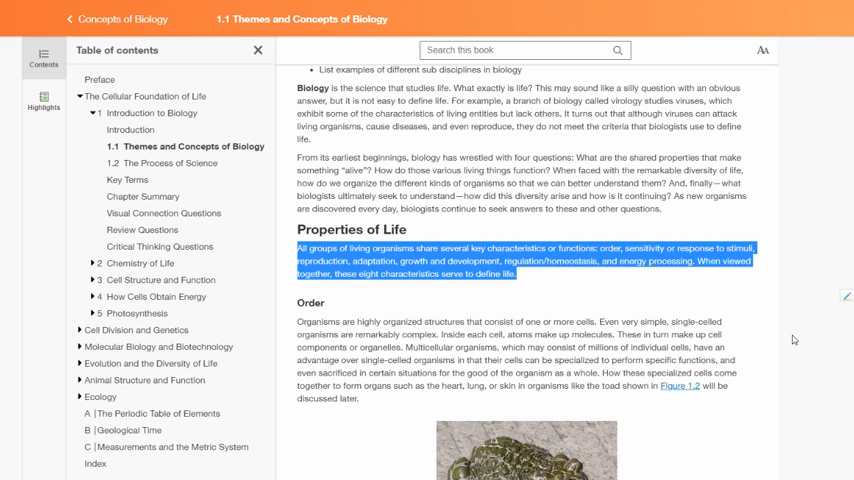 Concepts of Biology
1.1 Themes and Concepts of Biology
Contents
Highlights
Table of contents
Preface
The Cellular Foundation of Life
1 Introduction to Biology
Introduction
1.1 Themes and Concepts of Biology
1.2 The Process of Science
Key Terms
Chapter Summary
Visual Connection Questions
Review Questions
Critical Thinking Questions
2 Chemistry of Life
3 Cell Structure and Function
4 How Cells Obtain Energy
5 Photosynthesis
Cell Division and Genetics
Molecular Biology and Biotechnology
Evolution and the Diversity of Life
Animal Structure and Function
Ecology
A | The Periodic Table of Elements
B | Geological Time
C | Measurements and the Metric System
Index
Search this book
AA
• List examples of different sub disciplines in biology
Biology is the science that studies life. What exactly is life? This may sound like a silly question with an obvious
answer, but it is not easy to define life. For example, a branch of biology called virology studies viruses, which
exhibit some of the characteristics of living entities but lack others. It turns out that although viruses can attack
living organisms, cause diseases, and even reproduce, they do not meet the criteria that biologists use to define
life.
From its earliest beginnings, biology has wrestled with four questions: What are the shared properties that make
something “alive”? How do those various living things function? When faced with the remarkable diversity of life,
how do we organize the different kinds of organisms so that we can better understand them? And, finally—what
biologists ultimately seek to understand—how did this diversity arise and how is it continuing? As new organisms
are discovered every day, biologists continue to seek answers to these and other questions.
Properties of Life
All groups of living organisms share several key characteristics or functions: order, sensitivity or response to stimuli,
reproduction, adaptation, growth and development, regulation/homeostasis, and energy processing. When viewed
together, these eight characteristics serve to define life.
Order
Organisms are highly organized structures that consist of one or more cells. Even very simple, single-celled
organisms are remarkably complex. Inside each cell, atoms make up molecules. These in turn make up cell
components or organelles. Multicellular organisms, which may consist of millions of individual cells, have an
advantage over single-celled organisms in that their cells can be specialized to perform specific functions, and
even sacrificed in certain situations for the good of the organism as a whole. How these specialized cells come
together to form organs such as the heart, lung, or skin in organisms like the toad shown in Figure 1.2 will be
discussed later.